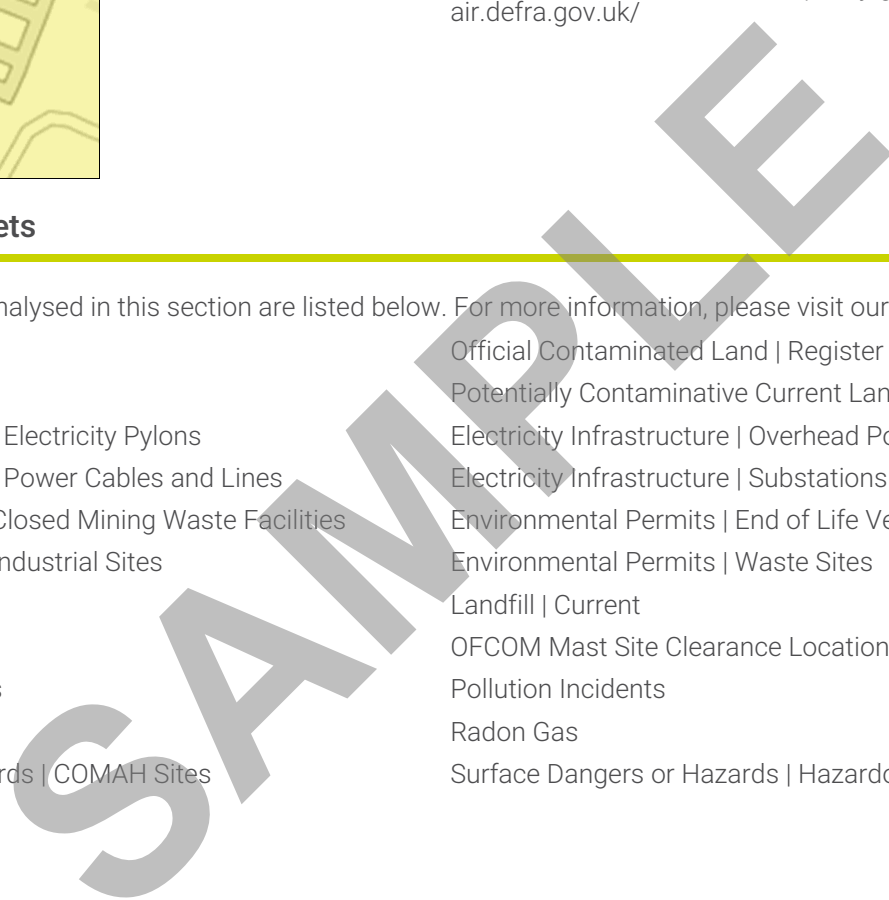 air.defra.gov.uk/
ets
nalysed in this section are listed below. For more information, please visit our
Official Contaminated Land | Register
Potentially Contaminative Current Lan
Electricity Pylons
Electricity Infrastructure | Overhead Po
Power Cables and Lines
Electricity Infrastructure | Substations
Closed Mining Waste Facilities
Environmental Permits | End of Life Ve
ndustrial Sites
Environmental Permits | Waste Sites
Landfill | Current
OFCOM Mast Site Clearance Location
s
Pollution Incidents
Radon Gas
rds | COMAH Sites
Surface Dangers or Hazards | Hazardo
SAMPLE